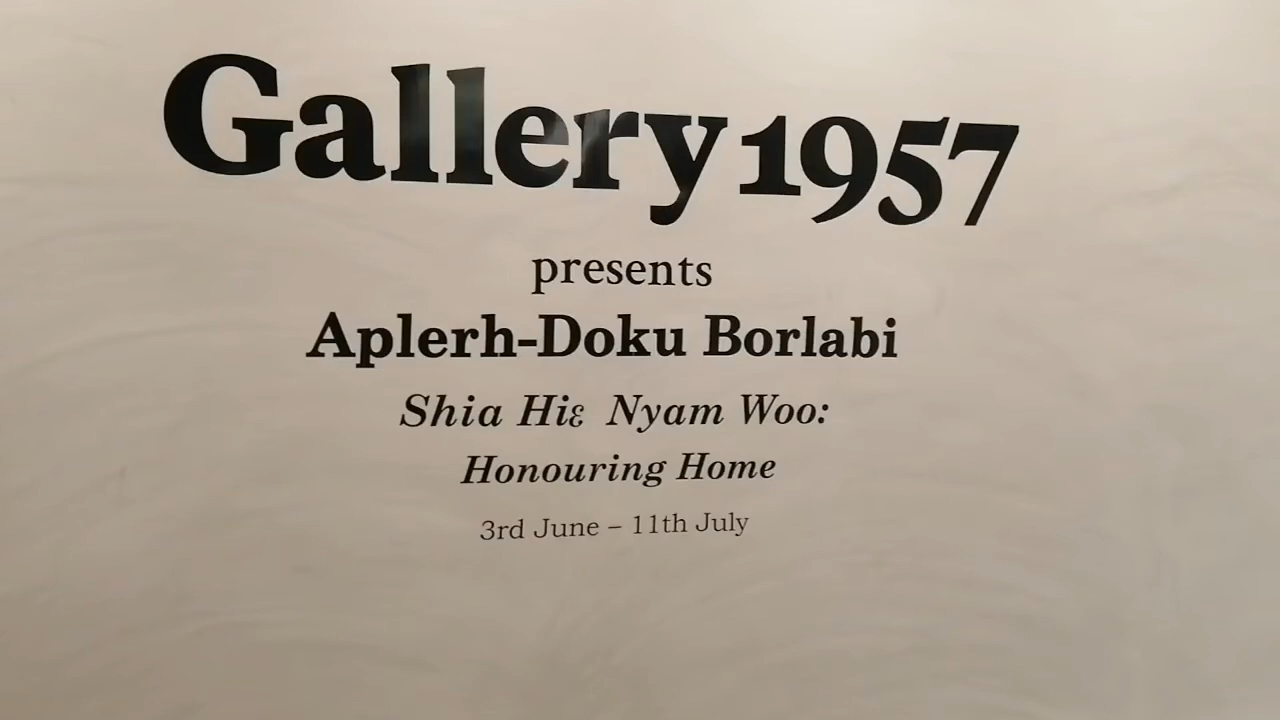 Gallery 1957
presents
Aplerh-Doku Borlabi
Shia Hiɛ Nyam Woo:
Honouring Home
3rd June – 11th July